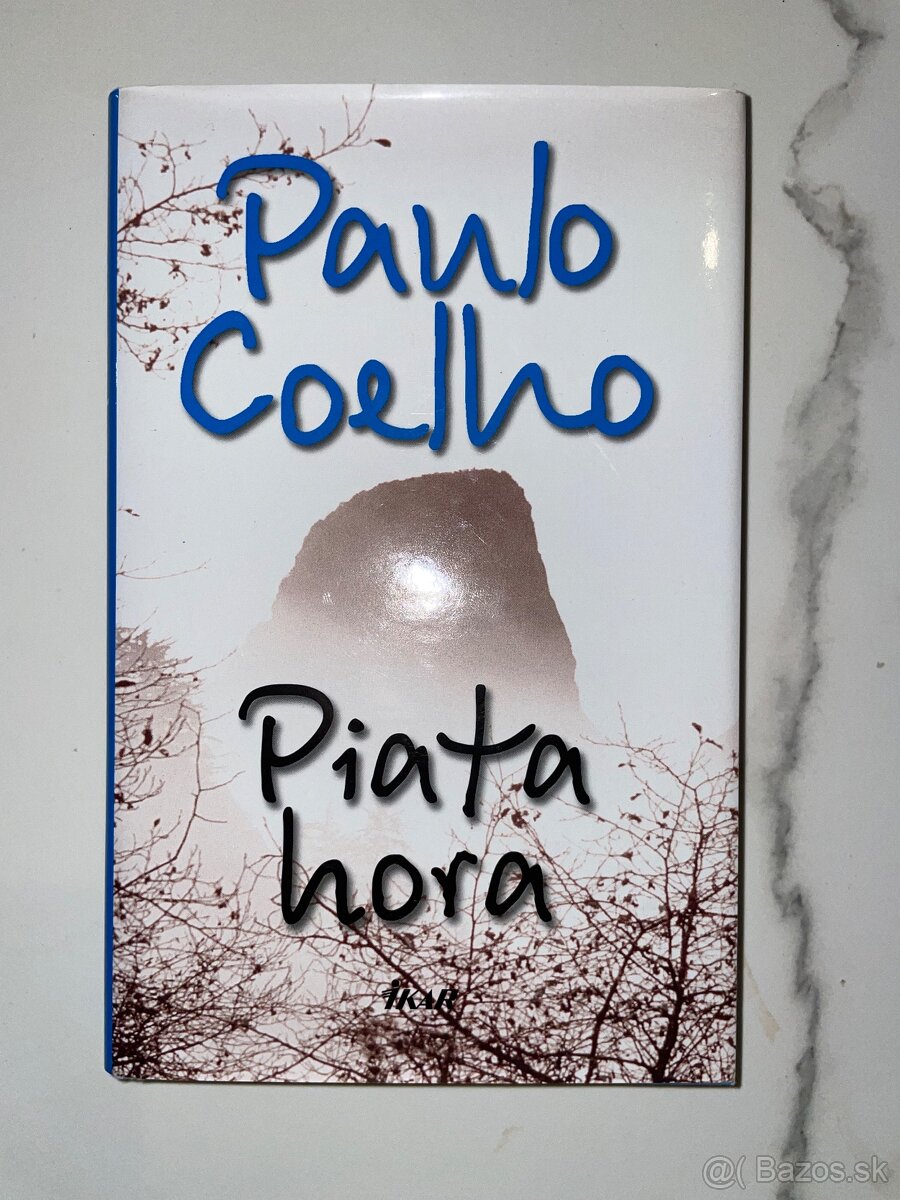 Paulo
Coelho
Piata
hora
IKAR
@( Bazos.sk